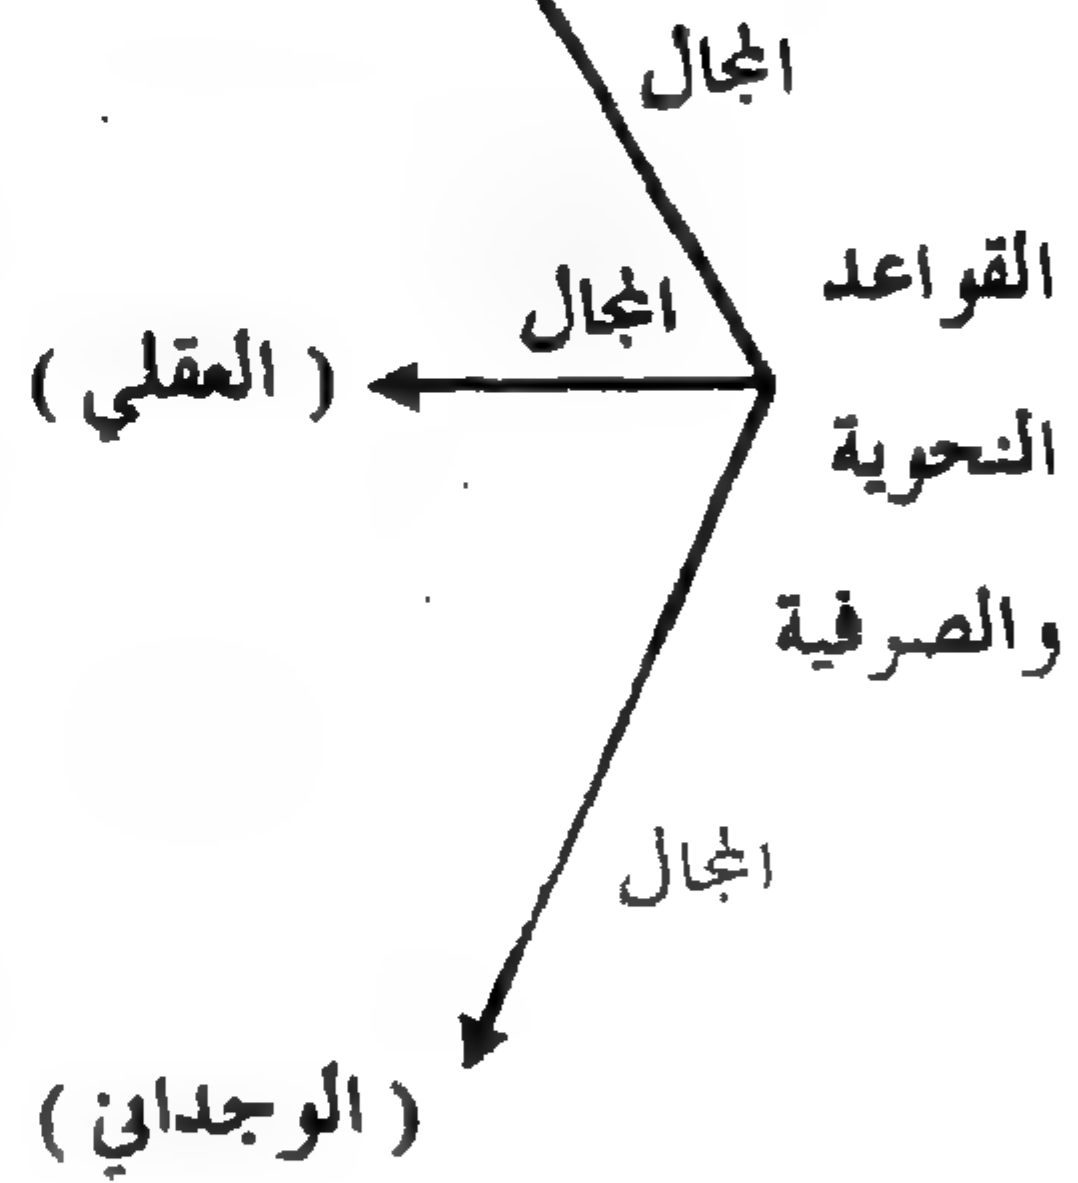 المجال
القواعد
المجال
( العقلي )
النحوية
والصرفية
المجال
( الوجداني )